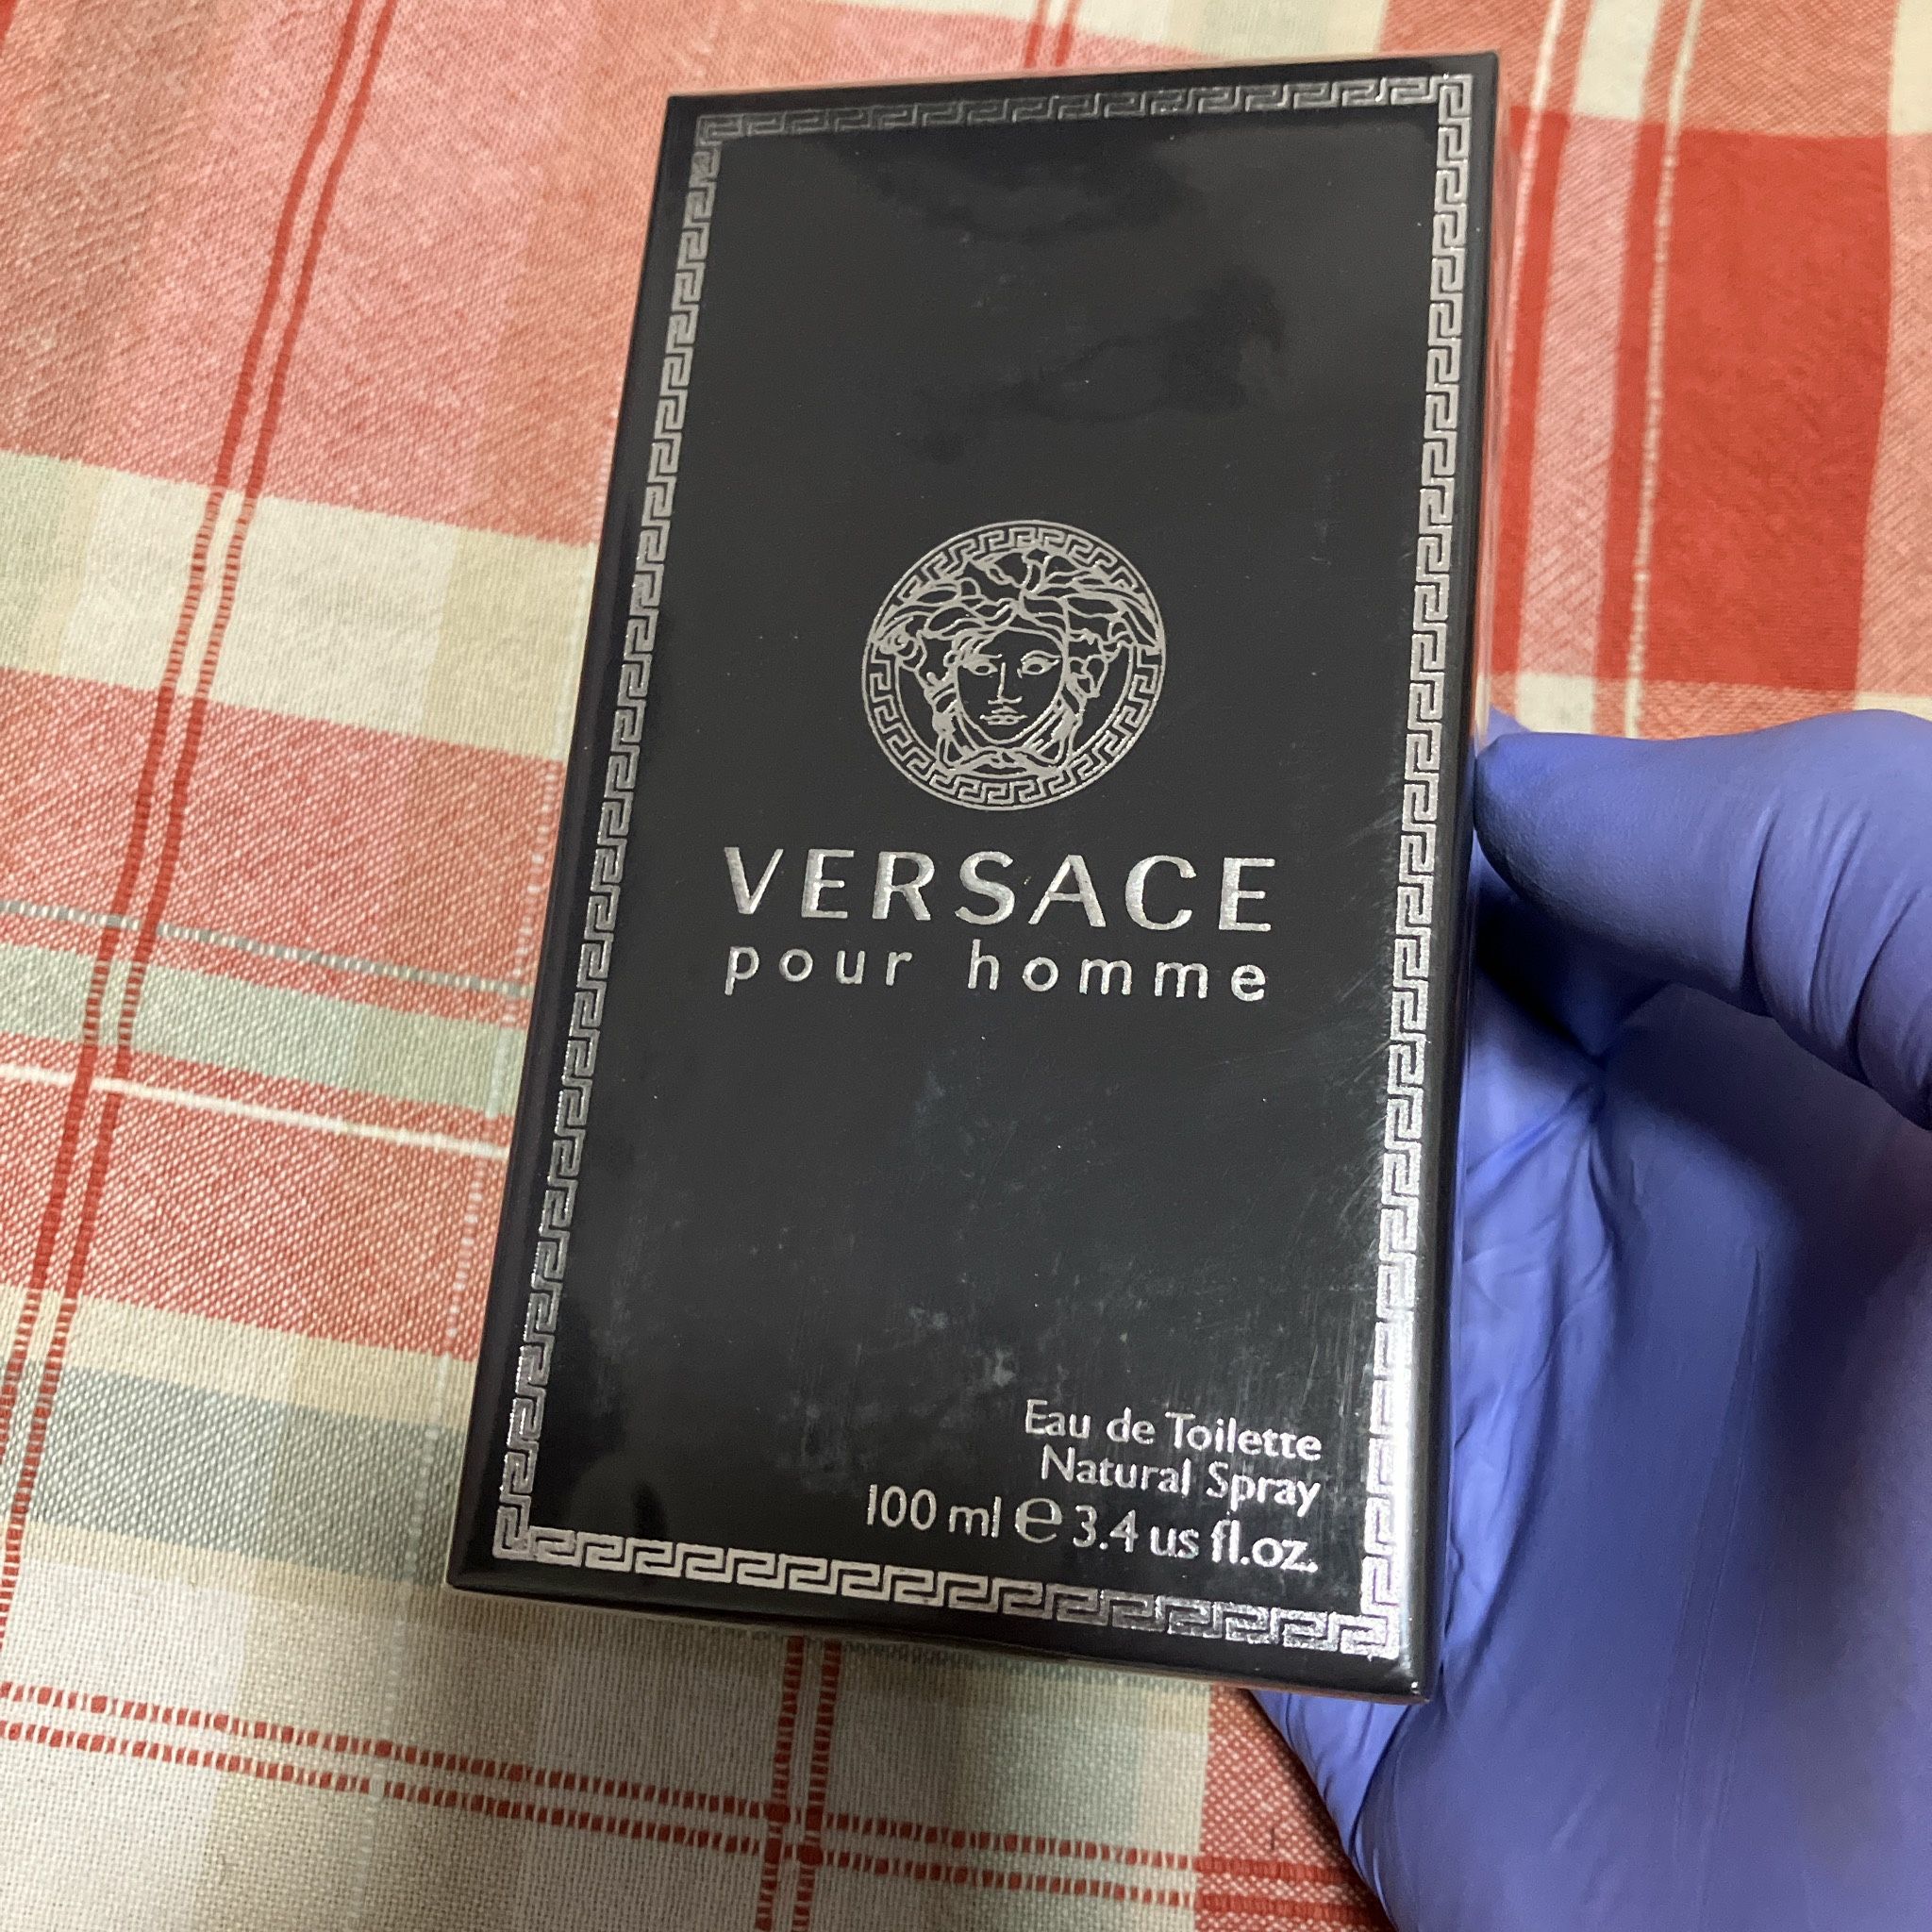 VERSACE
pour homme
Eau de Toilette
Natural Spray
100 ml ℮ 3.4 us fl.oz.